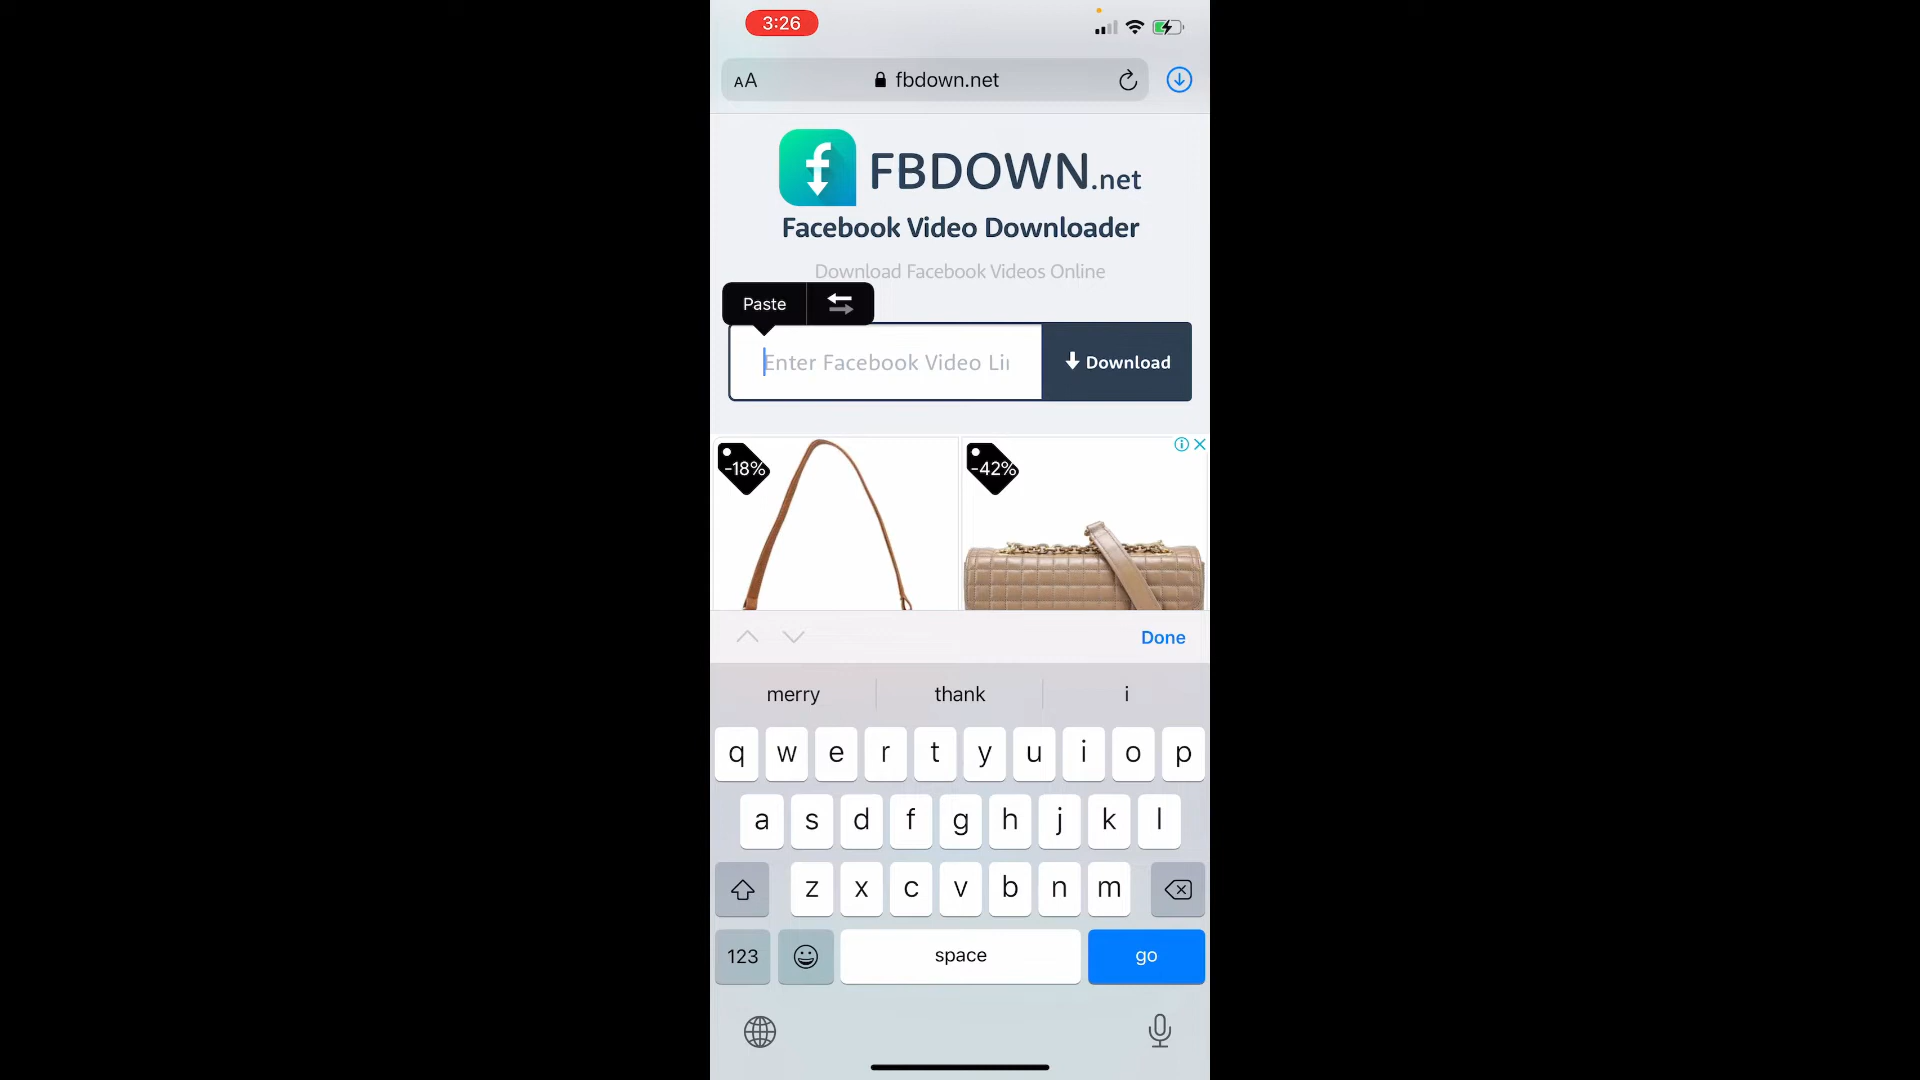 3:26
AA fbdown.net
f FBDOWN.net
Facebook Video Downloader
Download Facebook Videos Online
Paste
Enter Facebook Video Li
Download
-18% -42%
Done
merry thank i
q w e r t y u i o p
a s d f g h j k l
z x c v b n m
123 space go